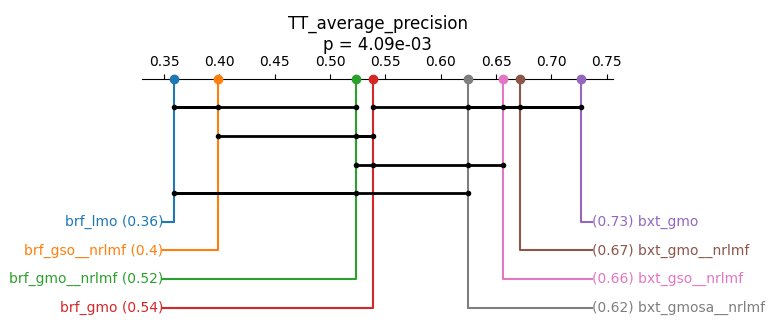 TT_average_precision
p = 4.09e-03
0.35 0.40 0.45 0.50 0.55 0.60 0.65 0.70 0.75
brf_lmo (0.36) (0.73) bxt_gmo
brf_gso__nrlmf (0.4) (0.67) bxt_gmo__nrlmf
brf_gmo__nrlmf (0.52) (0.66) bxt_gso__nrlmf
brf_gmo (0.54) (0.62) bxt_gmosa__nrlmf